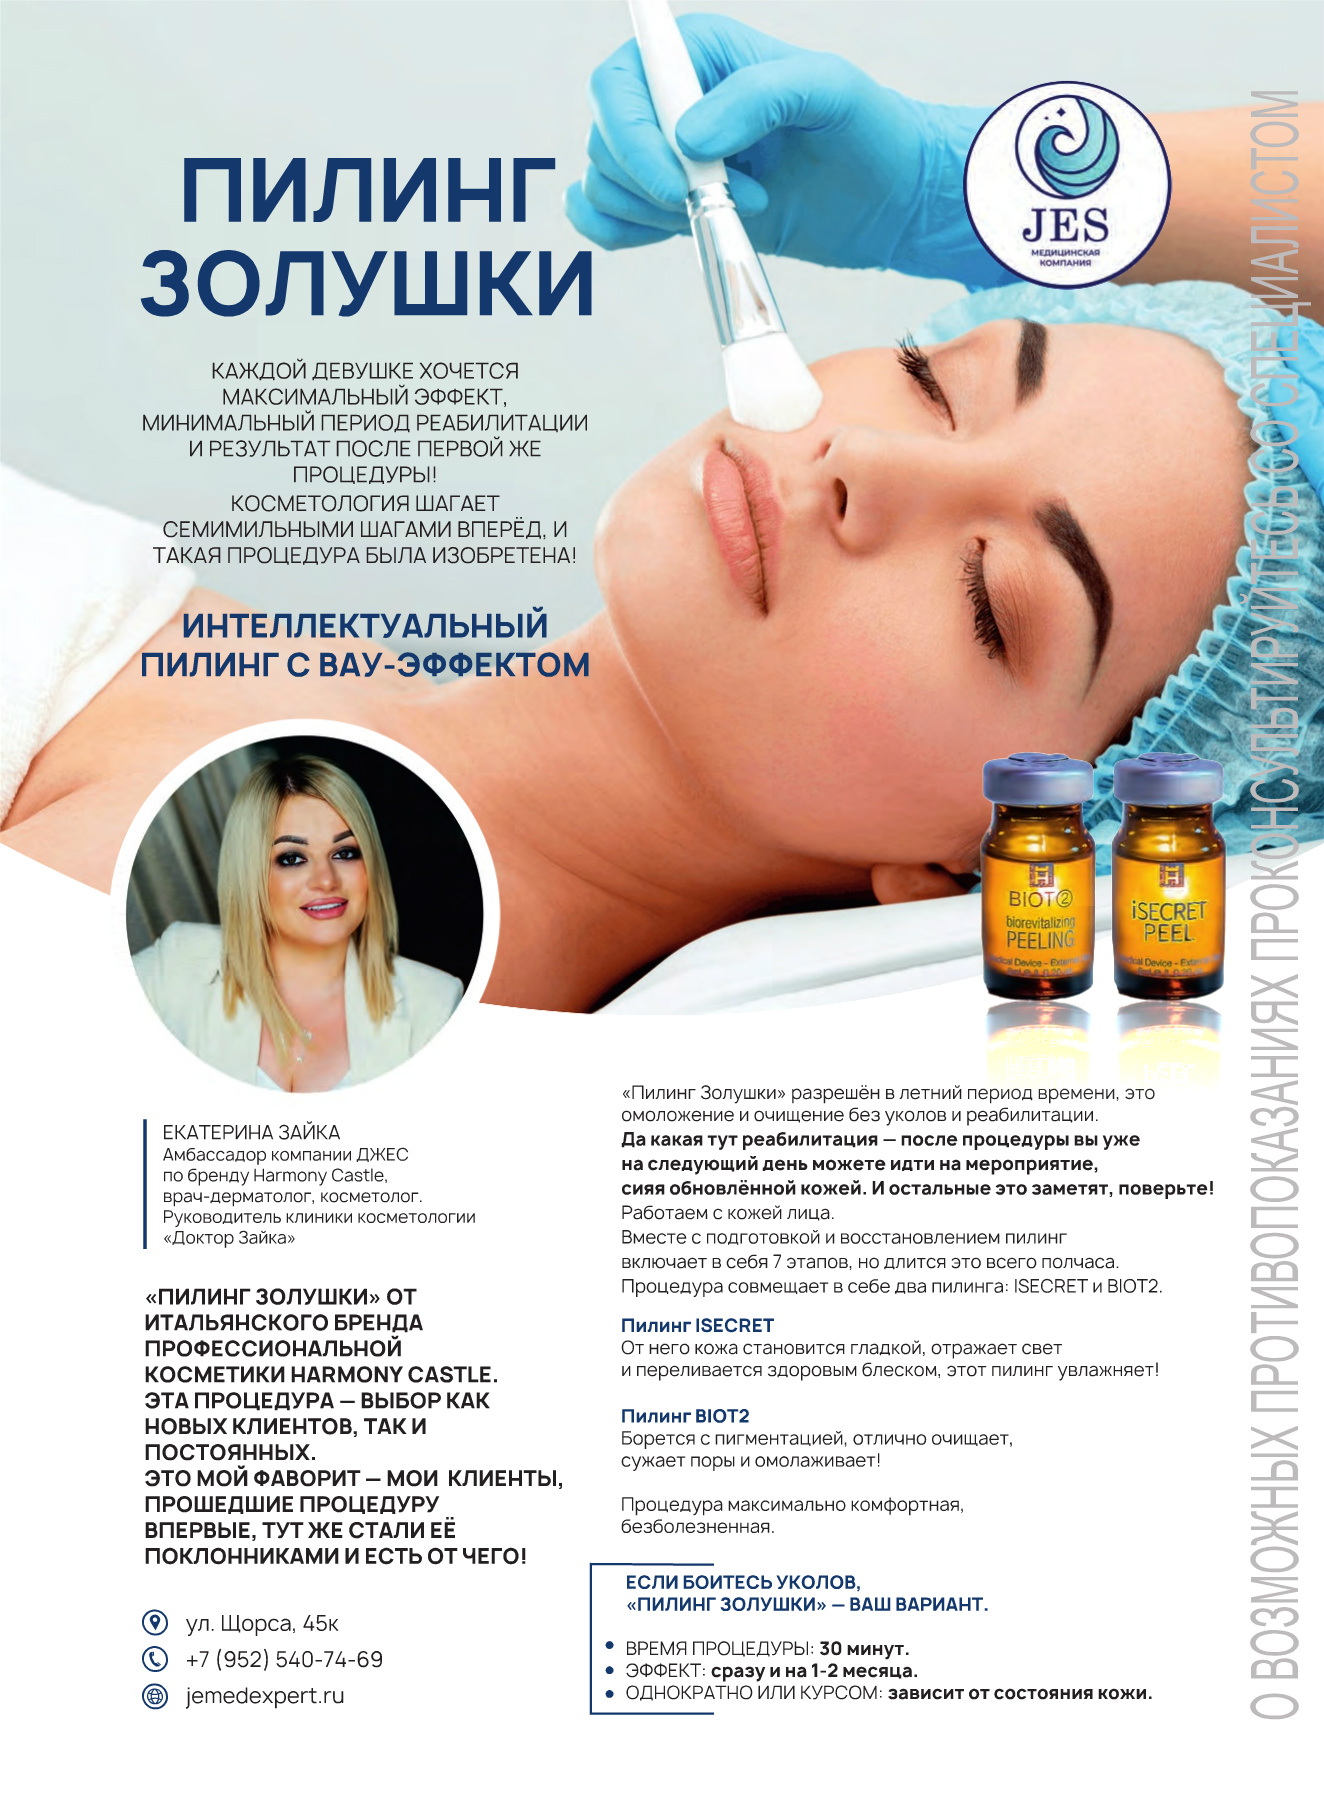 ПИЛИНГ
ЗОЛУШКИ
КАЖДОЙ ДЕВУШКЕ ХОЧЕТСЯ
МАКСИМАЛЬНЫЙ ЭФФЕКТ,
МИНИМАЛЬНЫЙ ПЕРИОД РЕАБИЛИТАЦИИ
И РЕЗУЛЬТАТ ПОСЛЕ ПЕРВОЙ ЖЕ
ПРОЦЕДУРЫ!
КОСМЕТОЛОГИЯ ШАГАЕТ
СЕМИМИЛЬНЫМИ ШАГАМИ ВПЕРЁД, И
ТАКАЯ ПРОЦЕДУРА БЫЛА ИЗОБРЕТЕНА!
ИНТЕЛЛЕКТУАЛЬНЫЙ
ПИЛИНГ С ВАУ-ЭФФЕКТОМ
JES
МЕДИЦИНСКАЯ
КОМПАНИЯ
BIOT2
biorevitalizing
PEELING
iSECRET
PEEL
ical Device – Extern
ЕКАТЕРИНА ЗАЙКА
Амбассадор компании ДЖЕС
по бренду Harmony Castle,
врач-дерматолог, косметолог.
Руководитель клиники косметологии
«Доктор Зайка»
«ПИЛИНГ ЗОЛУШКИ» ОТ
ИТАЛЬЯНСКОГО БРЕНДА
ПРОФЕССИОНАЛЬНОЙ
КОСМЕТИКИ HARMONY CASTLE.
ЭТА ПРОЦЕДУРА — ВЫБОР КАК
НОВЫХ КЛИЕНТОВ, ТАК И
ПОСТОЯННЫХ.
ЭТО МОЙ ФАВОРИТ — МОИ КЛИЕНТЫ,
ПРОШЕДШИЕ ПРОЦЕДУРУ
ВПЕРВЫЕ, ТУТ ЖЕ СТАЛИ ЕЁ
ПОКЛОННИКАМИ И ЕСТЬ ОТ ЧЕГО!
ул. Щорса, 45к
+7 (952) 540-74-69
jemedexpert.ru
«Пилинг Золушки» разрешён в летний период времени, это
омоложение и очищение без уколов и реабилитации.
Да какая тут реабилитация — после процедуры вы уже
на следующий день можете идти на мероприятие,
сияя обновлённой кожей. И остальные это заметят, поверьте!
Работаем с кожей лица.
Вместе с подготовкой и восстановлением пилинг
включает в себя 7 этапов, но длится это всего полчаса.
Процедура совмещает в себе два пилинга: ISECRET и BIOT2.
Пилинг ISECRET
От него кожа становится гладкой, отражает свет
и переливается здоровым блеском, этот пилинг увлажняет!
Пилинг BIOT2
Борется с пигментацией, отлично очищает,
сужает поры и омолаживает!
Процедура максимально комфортная,
безболезненная.
ЕСЛИ БОИТЕСЬ УКОЛОВ,
«ПИЛИНГ ЗОЛУШКИ» — ВАШ ВАРИАНТ.
• ВРЕМЯ ПРОЦЕДУРЫ: 30 минут.
• ЭФФЕКТ: сразу и на 1-2 месяца.
• ОДНОКРАТНО ИЛИ КУРСОМ: зависит от состояния кожи.
О ВОЗМОЖНЫХ ПРОТИВОПОКАЗАНИЯХ ПРОКОНСУЛЬТИРУЙТЕСЬ СО СПЕЦИАЛИСТОМ